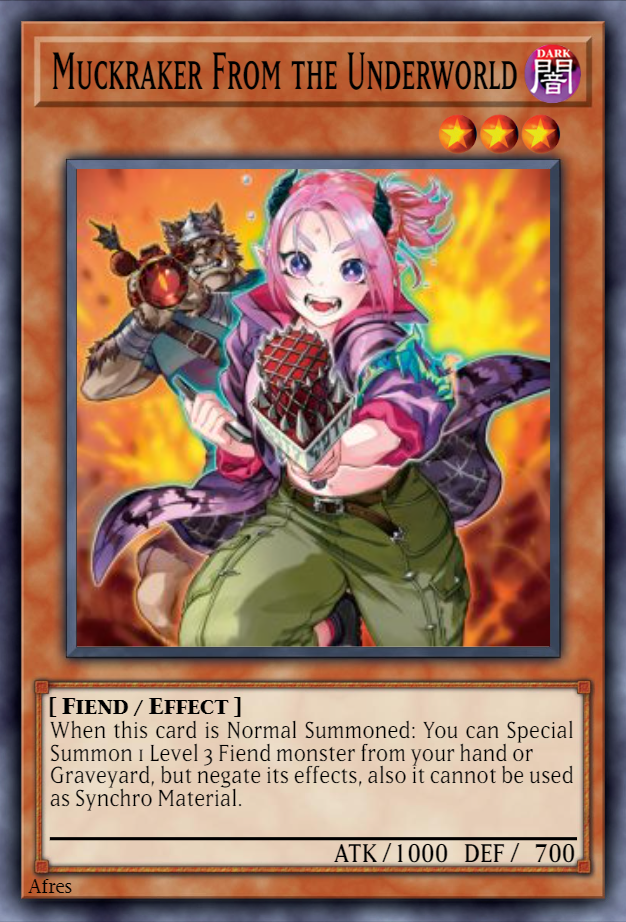 MUCKRAKER FROM THE UNDERWORLD
DARK
闇
[ FIEND / EFFECT ]
When this card is Normal Summoned: You can Special
Summon 1 Level 3 Fiend monster from your hand or
Graveyard, but negate its effects, also it cannot be used
as Synchro Material.
ATK / 1000 DEF / 700
Afres